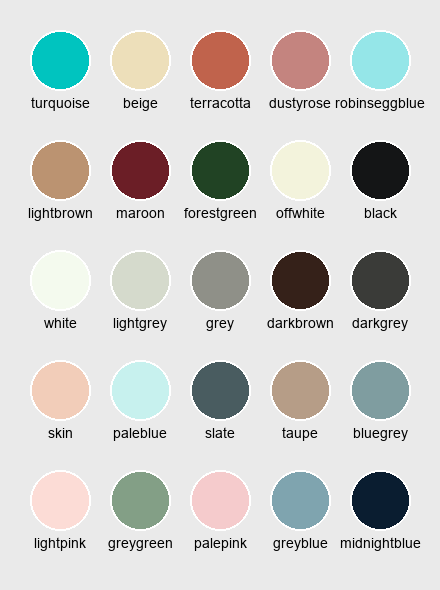 turquoise beige terracotta dustyrose robinseggblue
lightbrown maroon forestgreen offwhite black
white lightgrey grey darkbrown darkgrey
skin paleblue slate taupe bluegrey
lightpink greygreen palepink greyblue midnightblue